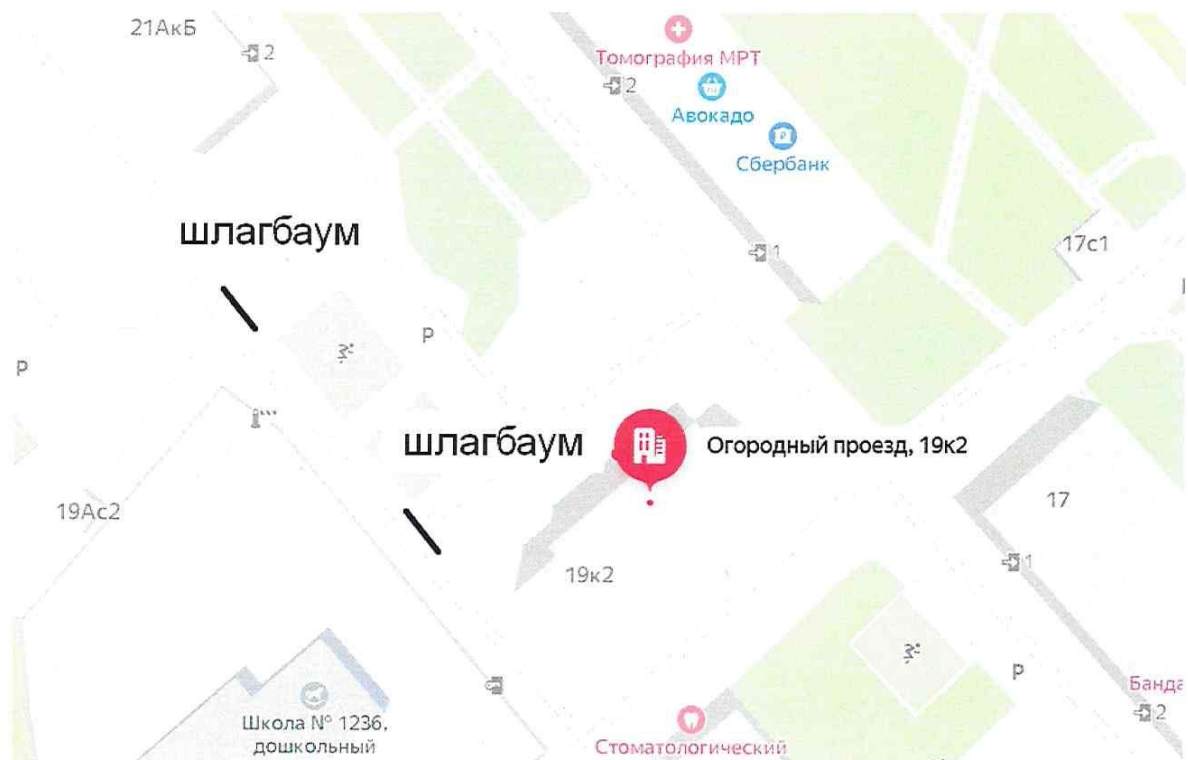 21АкБ
2
Томография МРТ
2
Авокадо
Сбербанк
шлагбаум
1
17с1
Р
Р
шлагбаум
Огородный проезд, 19к2
19Ас2
17
1
19к2
Р
Школа № 1236,
дошкольный
Стоматологический
Банда
2